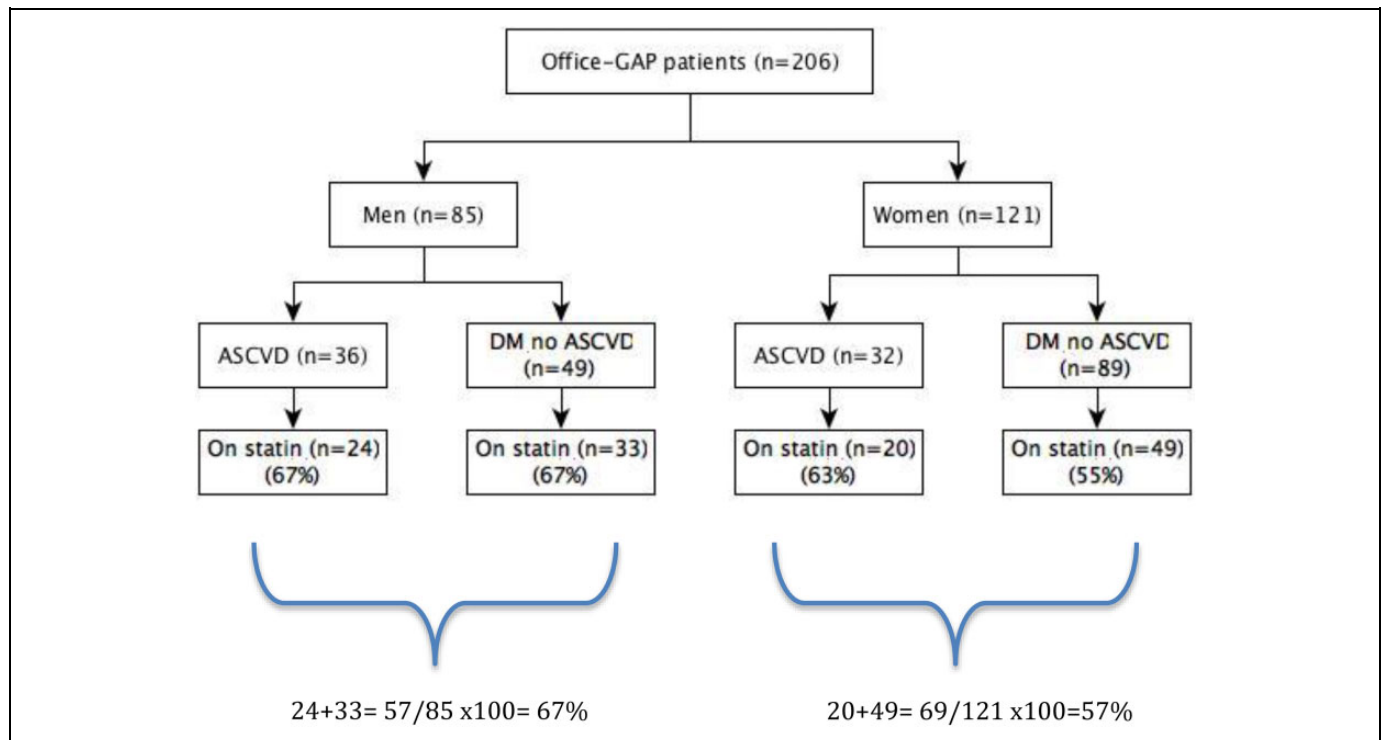 Office-GAP patients (n=206)
Men (n=85)
Women (n=121)
ASCVD (n=36)
DM no ASCVD
(n=49)
ASCVD (n=32)
DM no ASCVD
(n=89)
On statin (n=24)
(67%)
On statin (n=33)
(67%)
On statin (n=20)
(63%)
On statin (n=49)
(55%)
24+33= 57/85 x100= 67%
20+49= 69/121 x100=57%